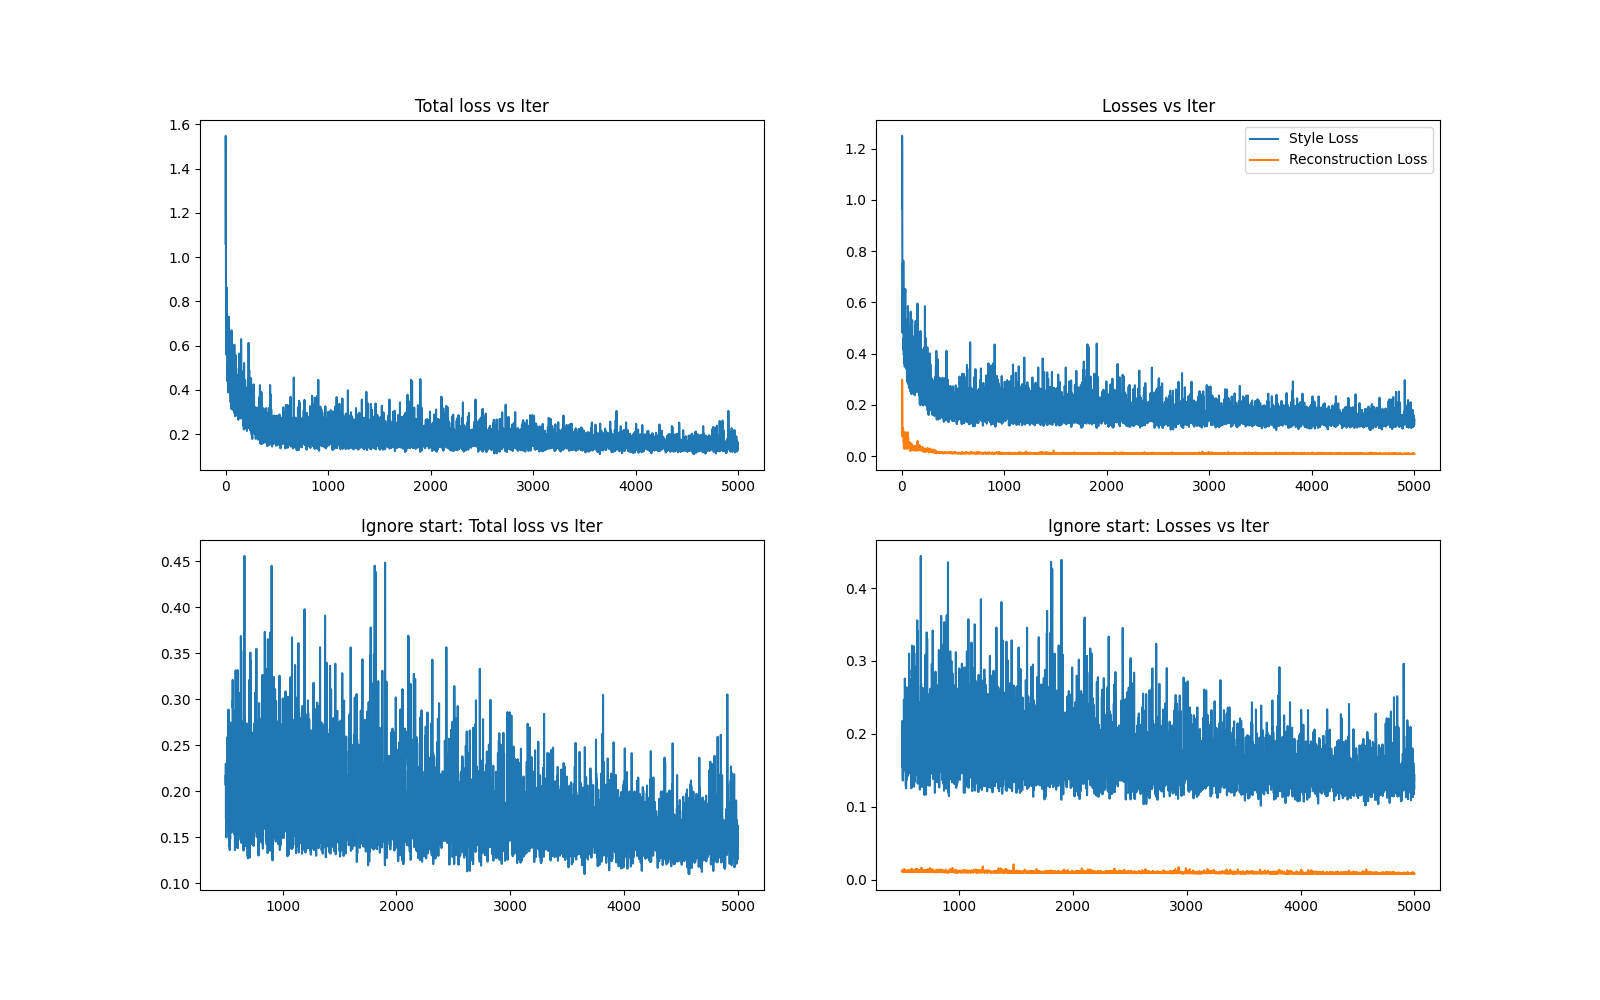 Total loss vs Iter
1.6
1.4
1.2
1.0
0.8
0.6
0.4
0.2
0 1000 2000 3000 4000 5000
Losses vs Iter
Style Loss
Reconstruction Loss
1.2
1.0
0.8
0.6
0.4
0.2
0.0
0 1000 2000 3000 4000 5000
Ignore start: Total loss vs Iter
0.45
0.40
0.35
0.30
0.25
0.20
0.15
0.10
1000 2000 3000 4000 5000
Ignore start: Losses vs Iter
0.4
0.3
0.2
0.1
0.0
1000 2000 3000 4000 5000